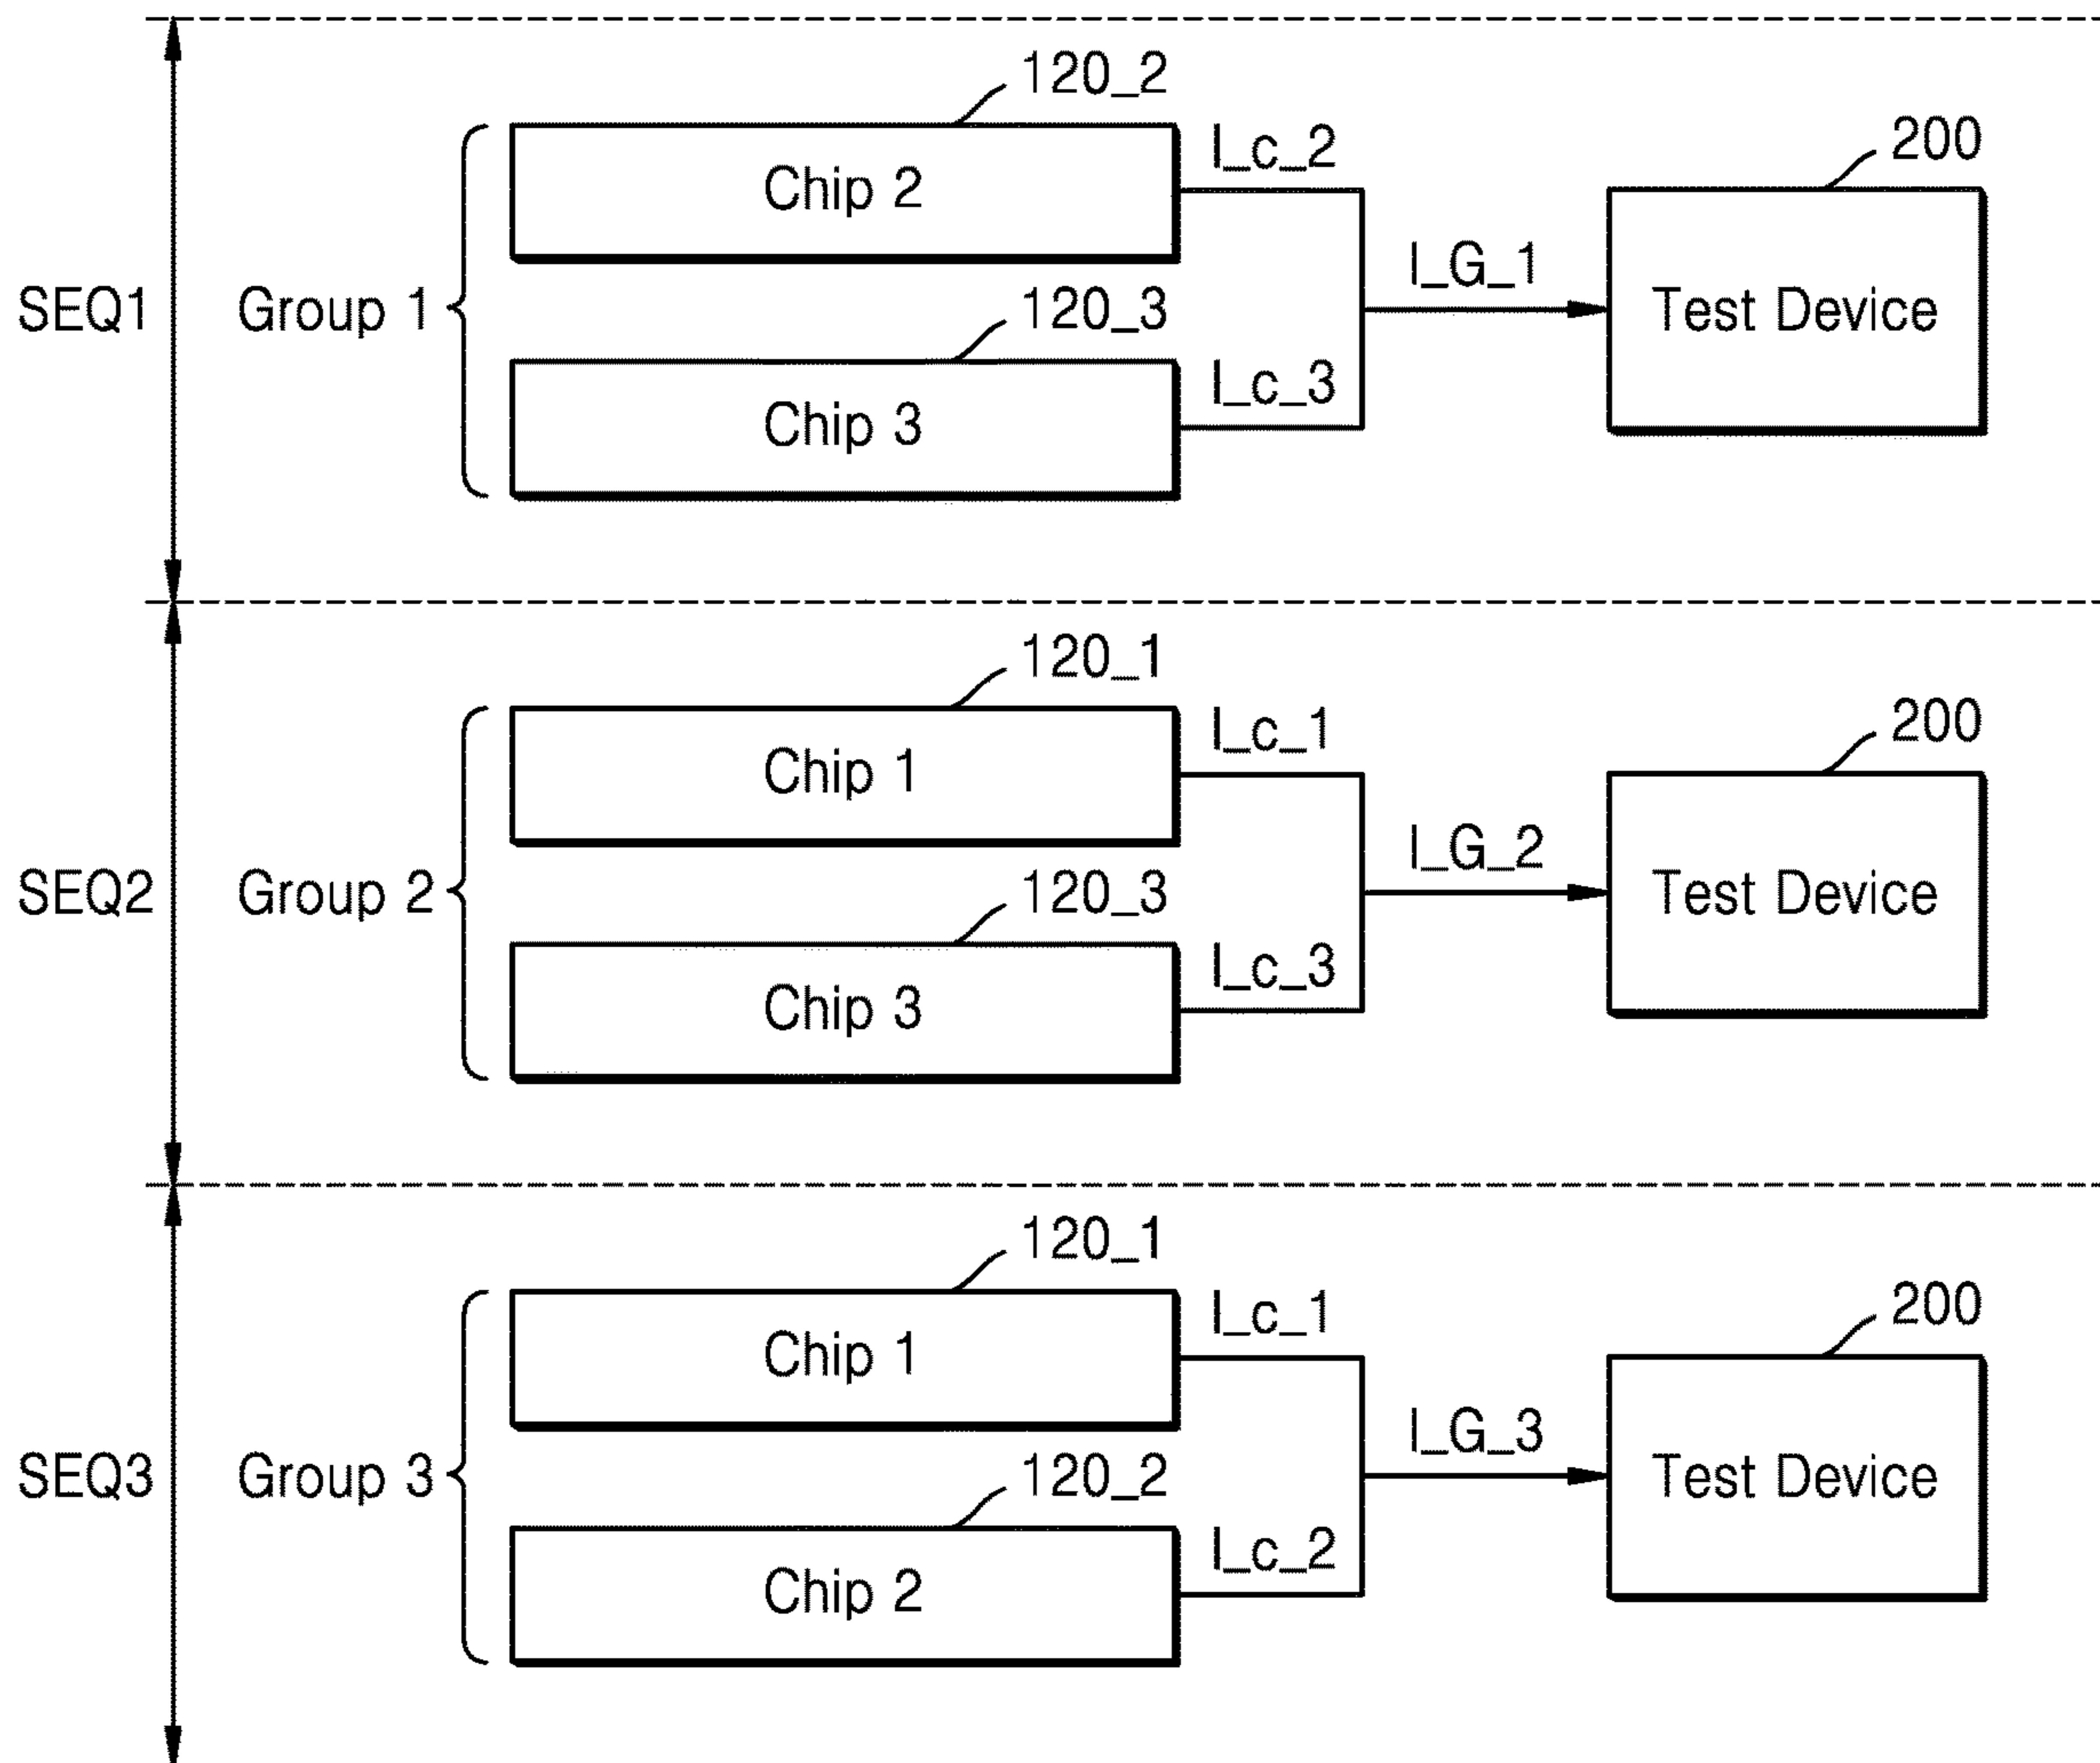 120_2
I_c_2
200
Chip 2
I_G_1
SEQ1
Group 1
120_3
Test Device
I_c_3
Chip 3
120_1
I_c_1
200
Chip 1
I_G_2
SEQ2
Group 2
120_3
Test Device
I_c_3
Chip 3
120_1
I_c_1
200
Chip 1
I_G_3
SEQ3
Group 3
120_2
Test Device
I_c_2
Chip 2